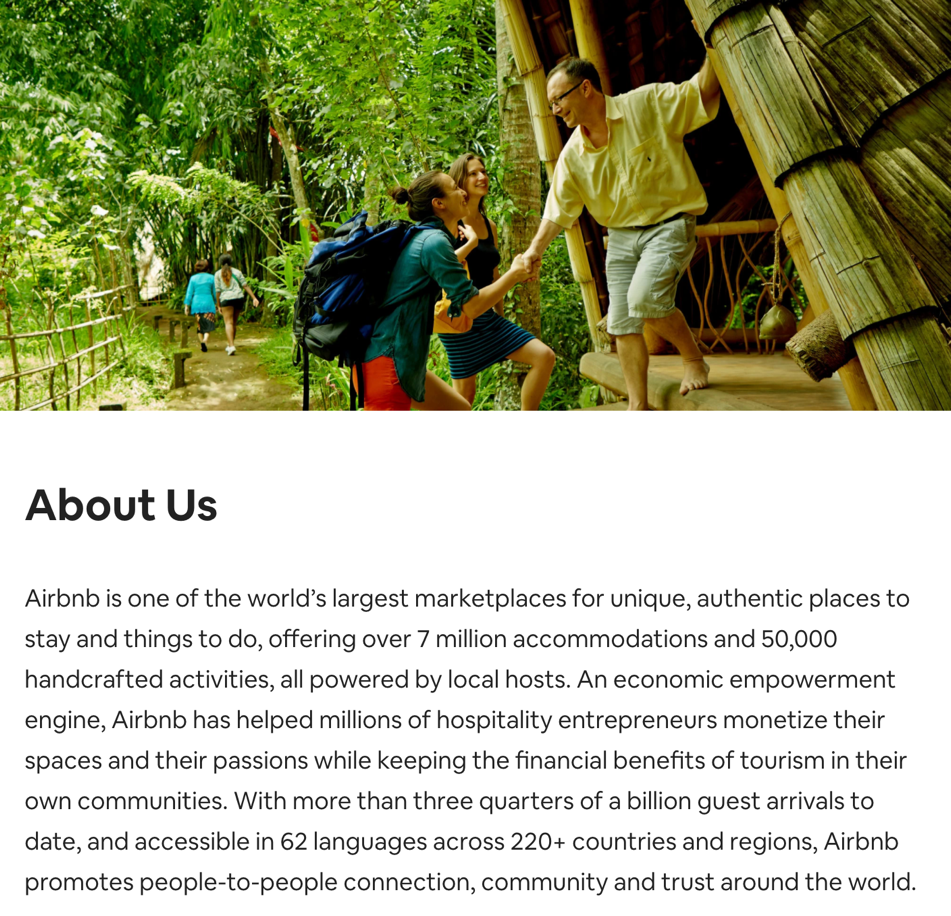 About Us
Airbnb is one of the world’s largest marketplaces for unique, authentic places to
stay and things to do, offering over 7 million accommodations and 50,000
handcrafted activities, all powered by local hosts. An economic empowerment
engine, Airbnb has helped millions of hospitality entrepreneurs monetize their
spaces and their passions while keeping the financial benefits of tourism in their
own communities. With more than three quarters of a billion guest arrivals to
date, and accessible in 62 languages across 220+ countries and regions, Airbnb
promotes people-to-people connection, community and trust around the world.